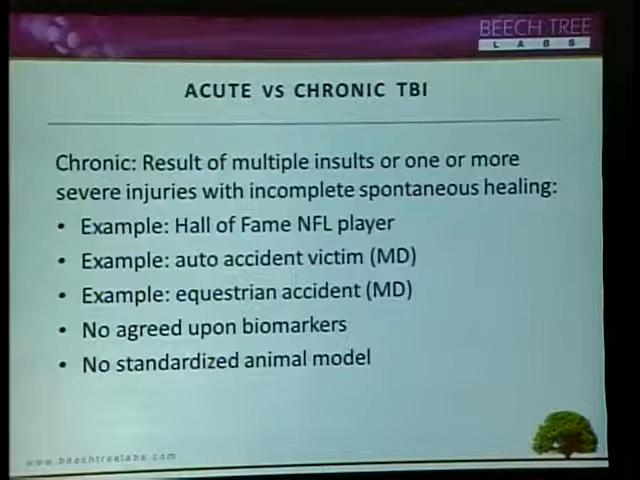 BEECH TREE
LABS
ACUTE VS CHRONIC TBI
Chronic: Result of multiple insults or one or more
severe injuries with incomplete spontaneous healing:
• Example: Hall of Fame NFL player
• Example: auto accident victim (MD)
• Example: equestrian accident (MD)
• No agreed upon biomarkers
• No standardized animal model
www.beechtreelabs.com